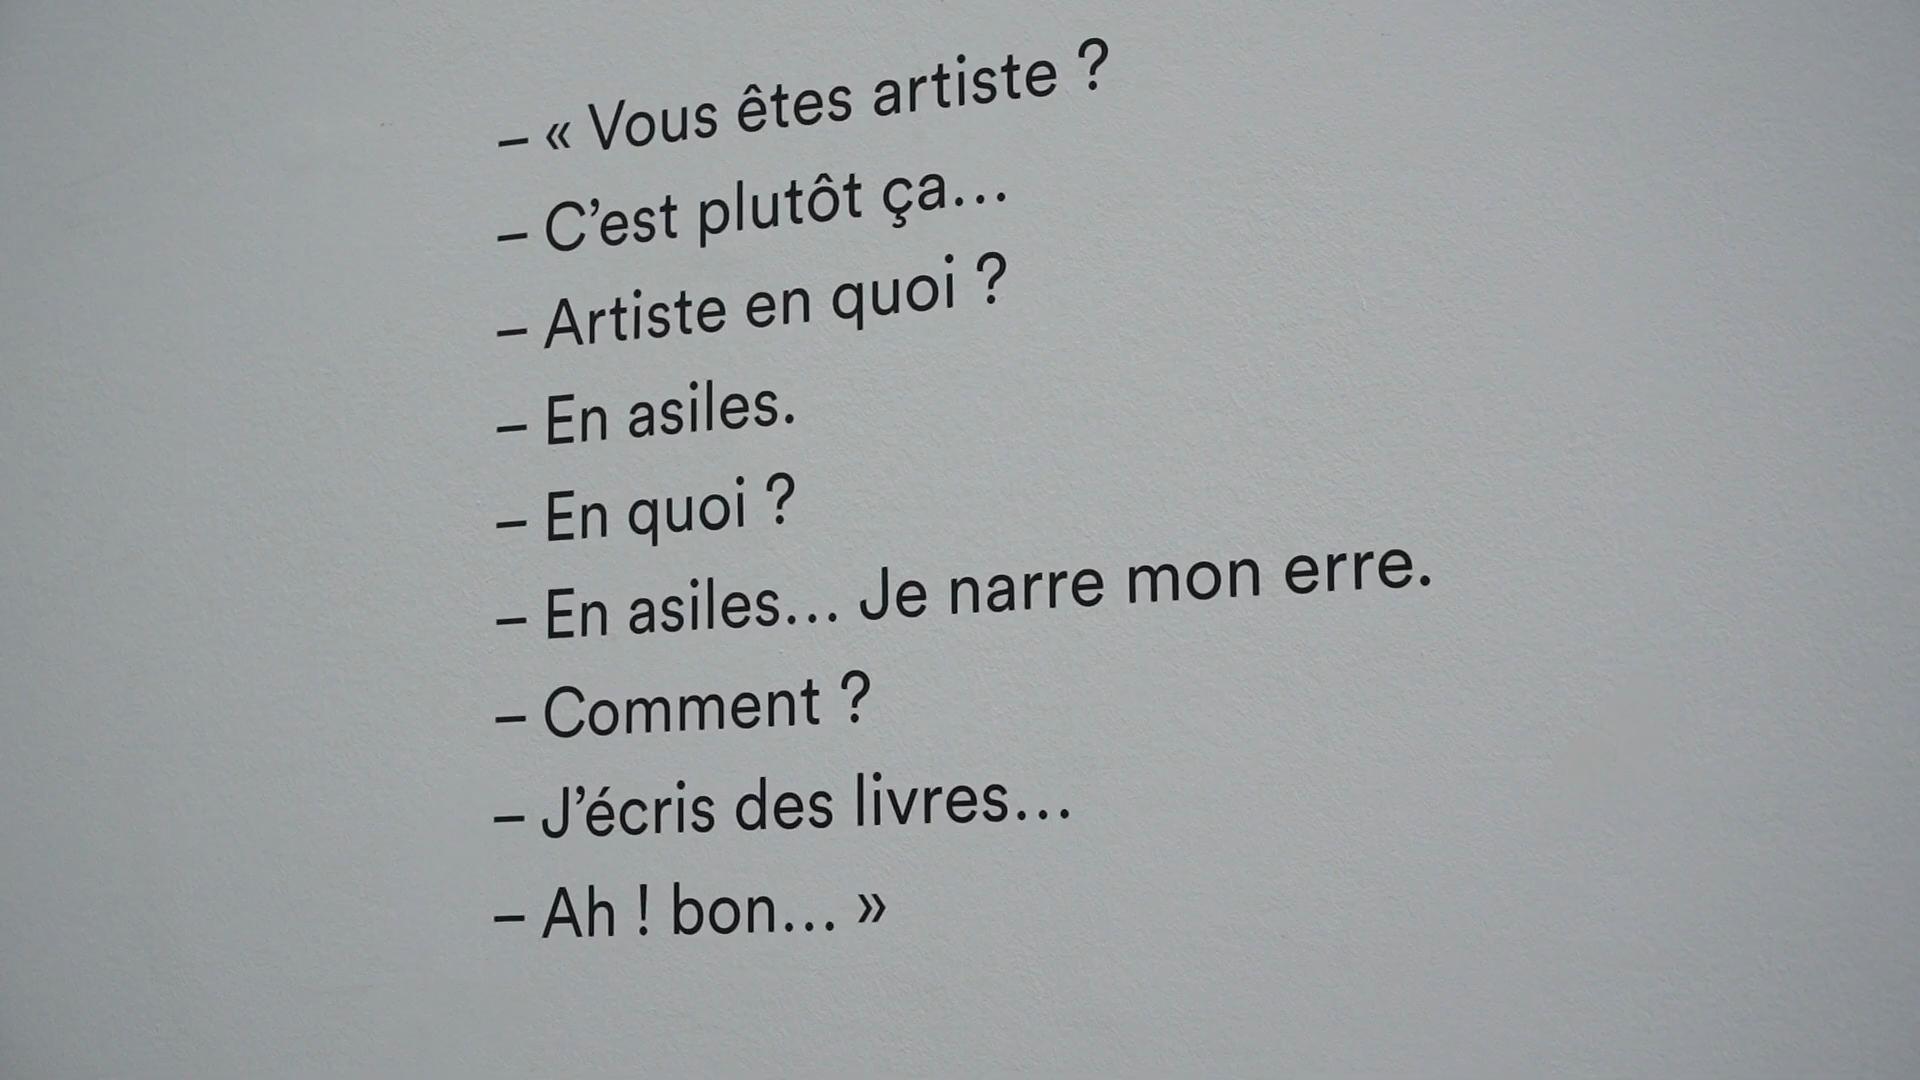 – « Vous êtes artiste ?
– C’est plutôt ça…
– Artiste en quoi ?
– En asiles.
– En quoi ?
– En asiles… Je narre mon erre.
– Comment ?
– J’écris des livres…
– Ah ! bon… »